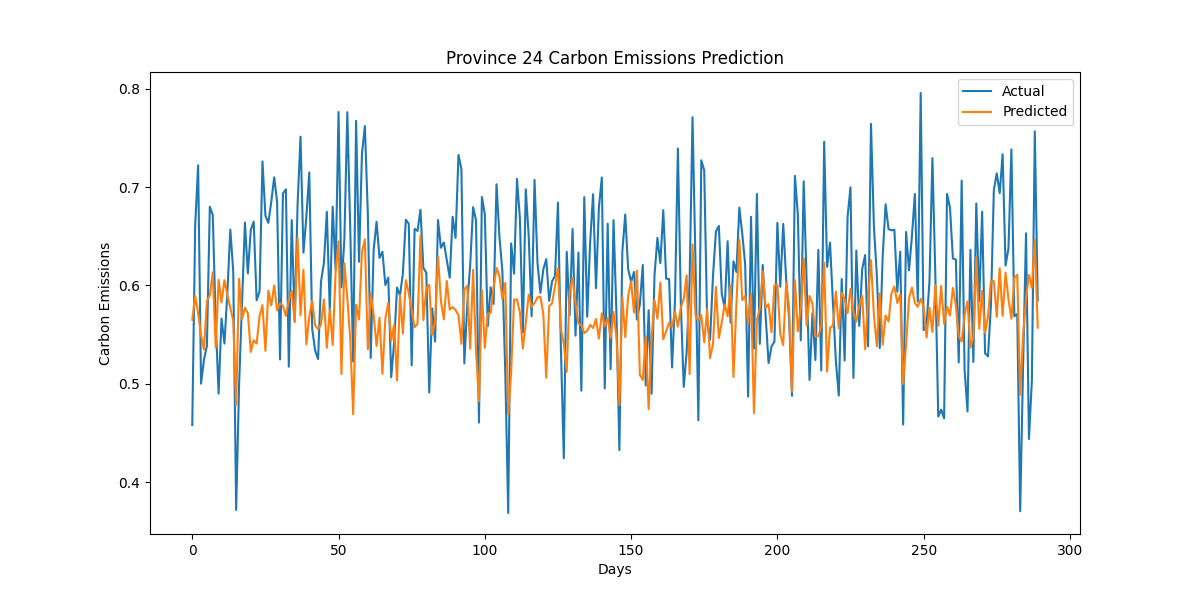 Province 24 Carbon Emissions Prediction
Actual
Predicted
0.8
0.7
0.6
0.5
0.4
Carbon Emissions
0 50 100 150 200 250 300
Days